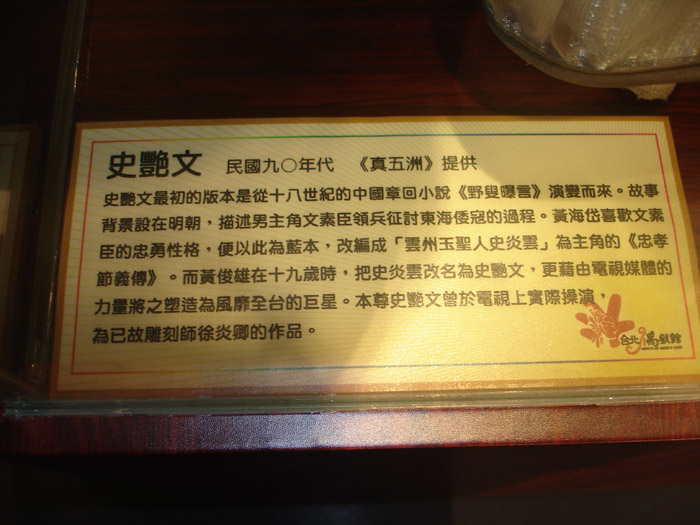 史艷文 民國九〇年代 《真五洲》提供
史艷文最初的版本是從十八世紀的中國章回小說《野叟曝言》演變而來。故事
背景設在明朝，描述男主角文素臣領兵征討東海倭寇的過程。黃海岱喜歡文素
臣的忠勇性格，便以此為藍本，改編成「雲州玉聖人史炎雲」為主角的《忠孝
節義傳》。而黃俊雄在十九歲時，把史炎雲改名為史艷文，更藉由電視媒體的
力量將之塑造為風靡全台的巨星。本尊史艷文曾於電視上實際操演，
為已故雕刻師徐炎卿的作品。
台北偶戲館